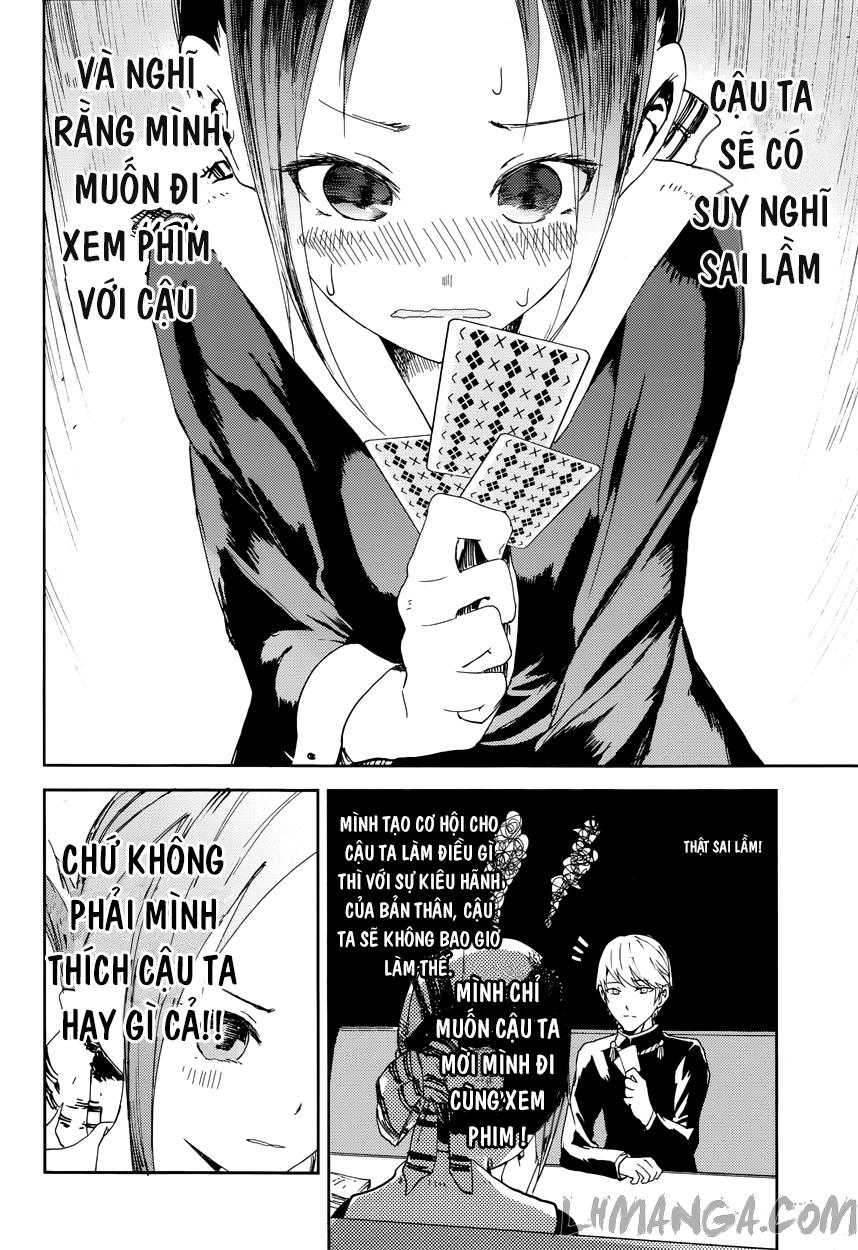 CẬU TA
SẼ CÓ
SUY NGHĨ
SAI LẦM
VÀ NGHĨ
RẰNG MÌNH
MUỐN ĐI
XEM PHIM
VỚI CẬU
THẬT SAI LẦM!
MÌNH TẠO CƠ HỘI CHO
CẬU TA LÀM ĐIỀU GÌ
THÌ VỚI SỰ KIÊU HÃNH
CỦA BẢN THÂN, CẬU
TA SẼ KHÔNG BAO GIỜ
LÀM THẾ.
MÌNH CHỈ
MUỐN CẬU TA
MỜI MÌNH ĐI
CÙNG XEM
PHIM !
CHỨ KHÔNG
PHẢI MÌNH
THÍCH CẬU TA
HAY GÌ CẢ!!
LHMANGA.COM